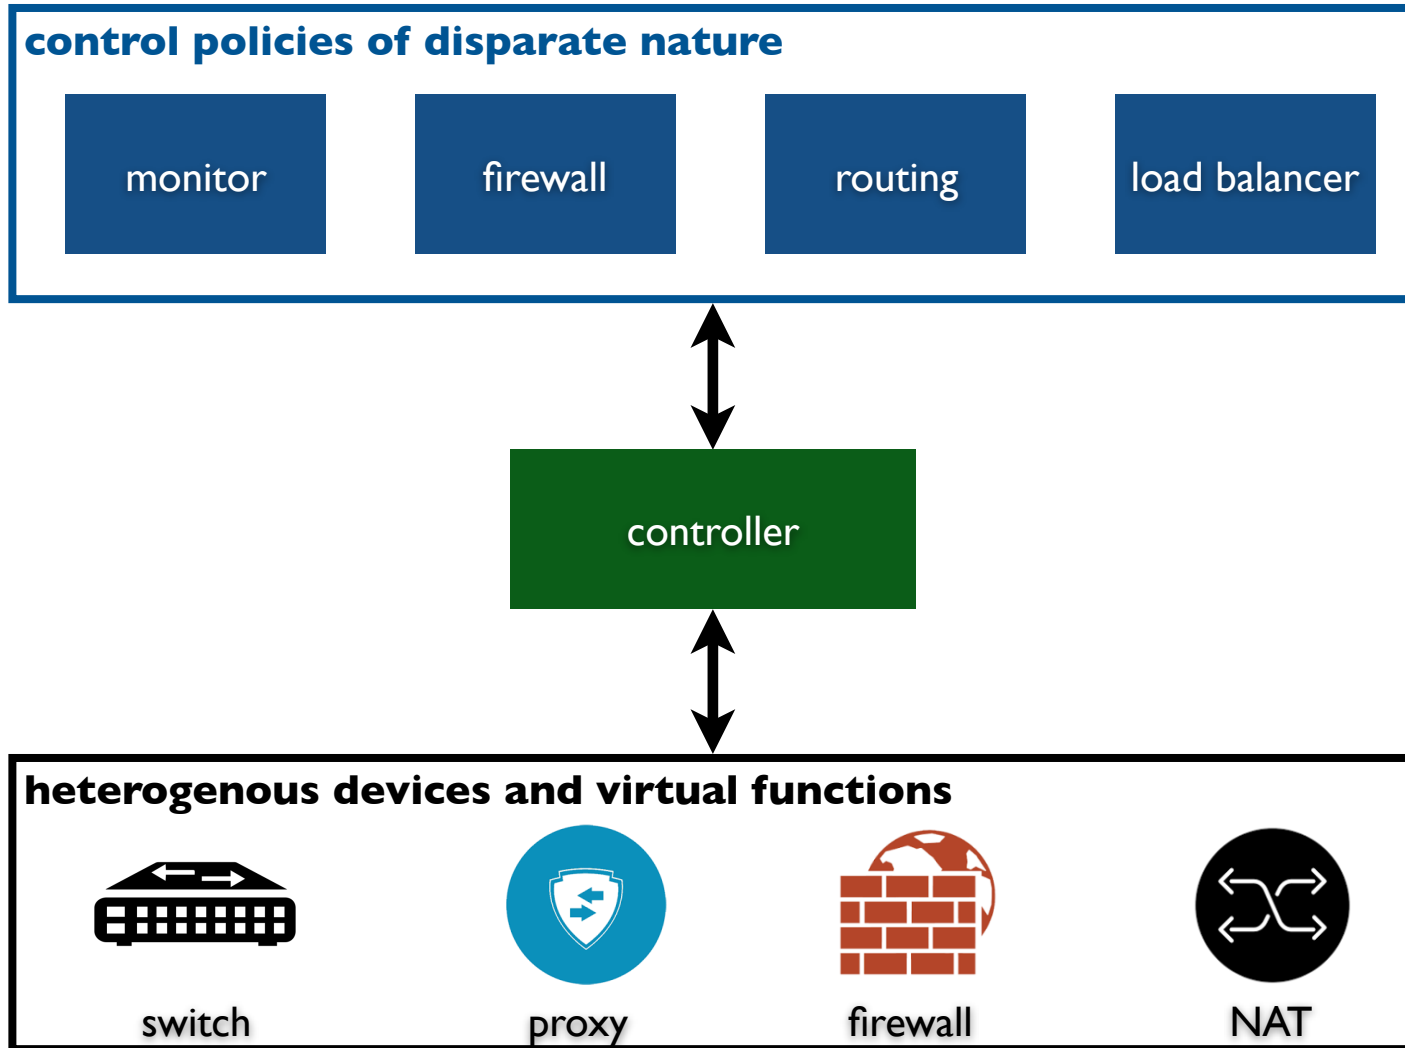 control policies of disparate nature
monitor
firewall
routing
load balancer
controller
heterogenous devices and virtual functions
switch
proxy
firewall
NAT